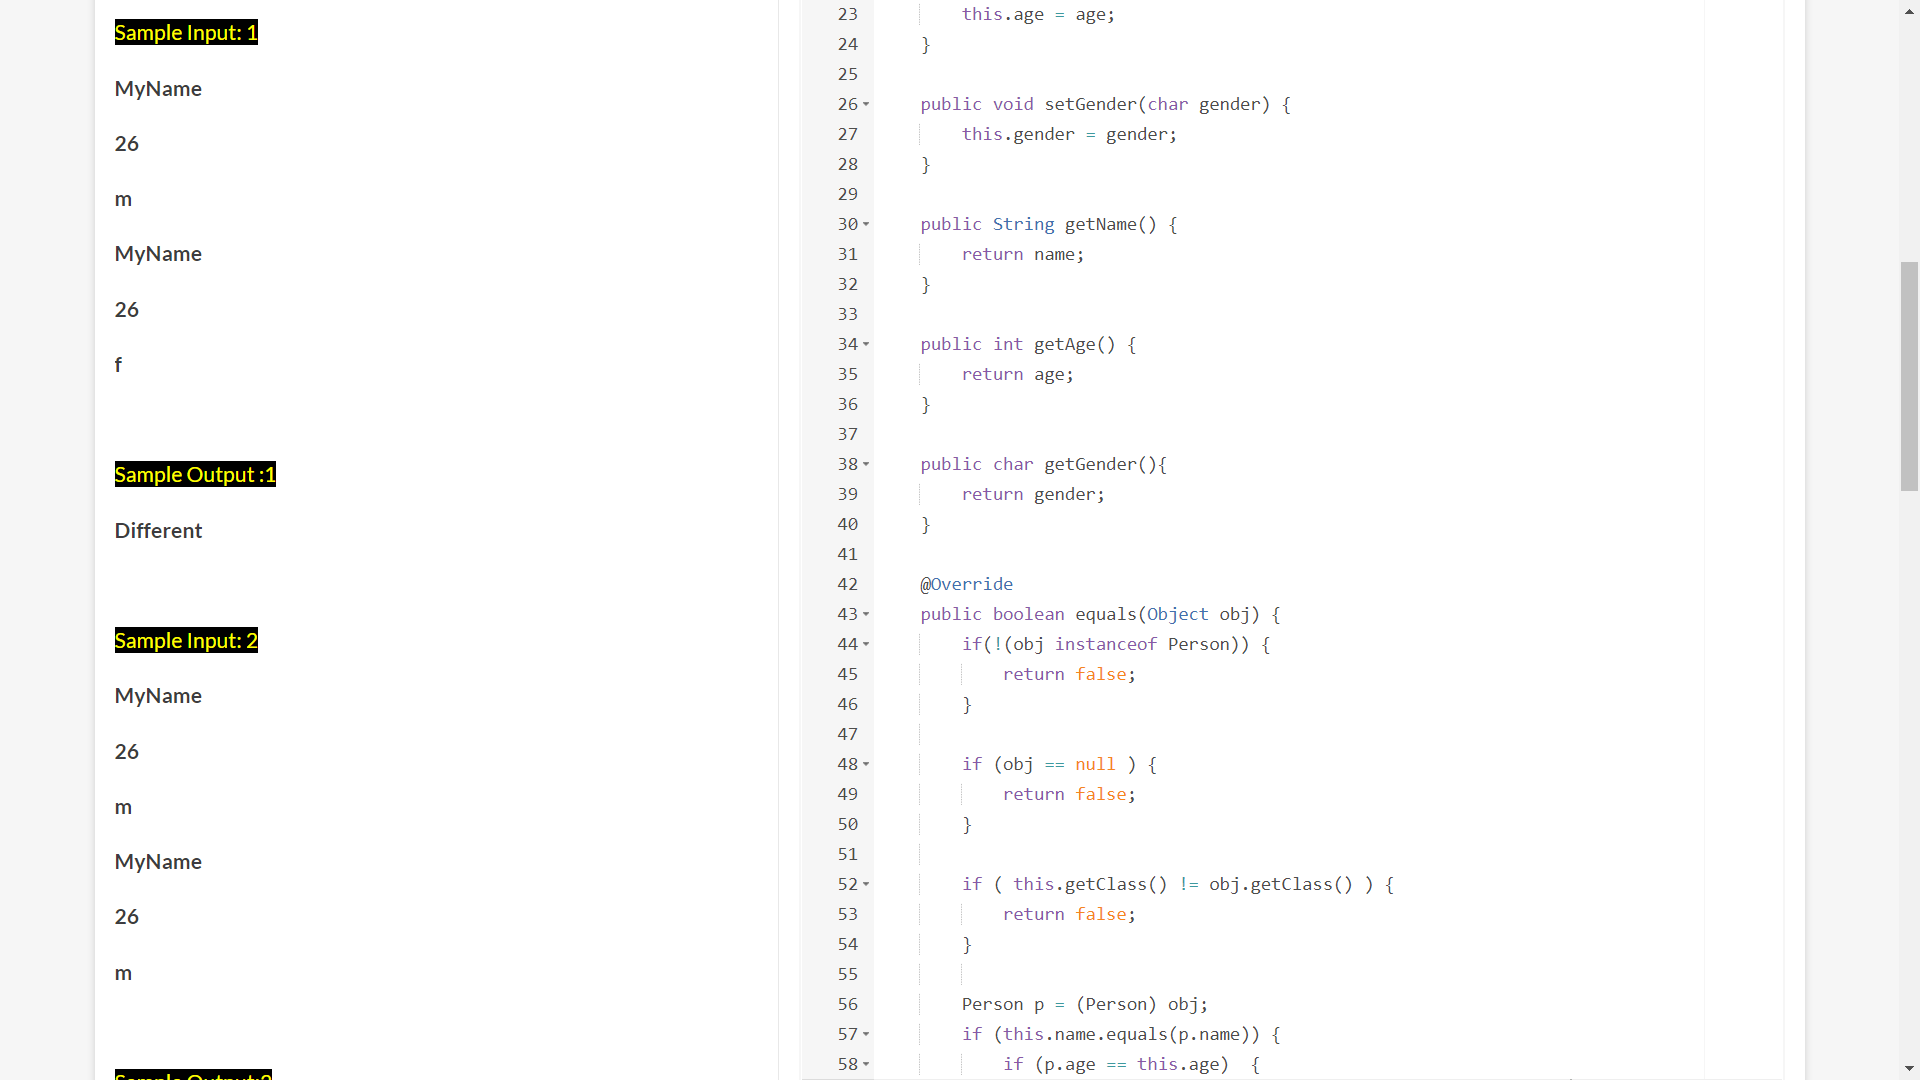 Sample Input: 1
MyName
26
m
MyName
26
f
Sample Output :1
Different
Sample Input: 2
MyName
26
m
MyName
26
m
Sample Output:2
23 this.age = age;
24 }
25
26 public void setGender(char gender) {
27 this.gender = gender;
28 }
29
30 public String getName() {
31 return name;
32 }
33
34 public int getAge() {
35 return age;
36 }
37
38 public char getGender(){
39 return gender;
40 }
41
42 @Override
43 public boolean equals(Object obj) {
44 if(!(obj instanceof Person)) {
45 return false;
46 }
47
48 if (obj == null ) {
49 return false;
50 }
51
52 if ( this.getClass() != obj.getClass() ) {
53 return false;
54 }
55
56 Person p = (Person) obj;
57 if (this.name.equals(p.name)) {
58 if (p.age == this.age)  {